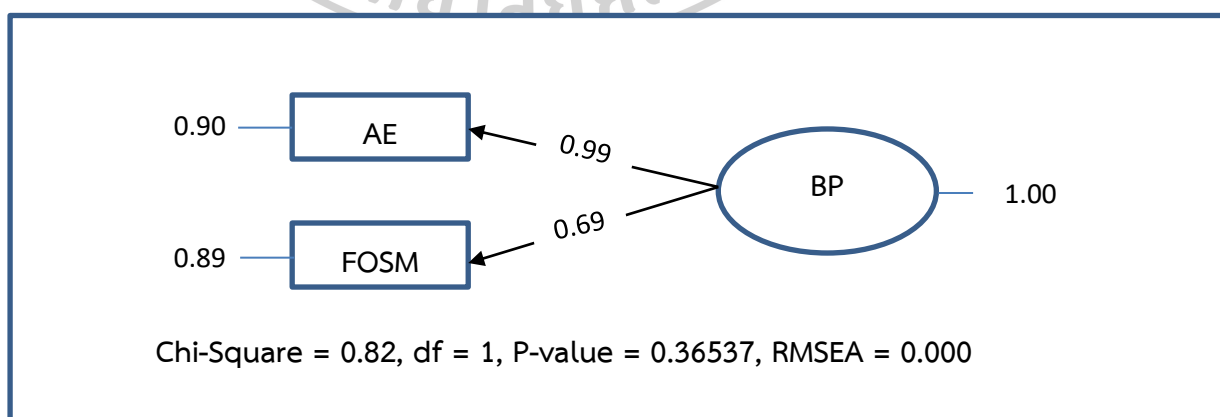 0.90
AE
0.99
BP
1.00
0.69
0.89
FOSM
Chi-Square = 0.82, df = 1, P-value = 0.36537, RMSEA = 0.000